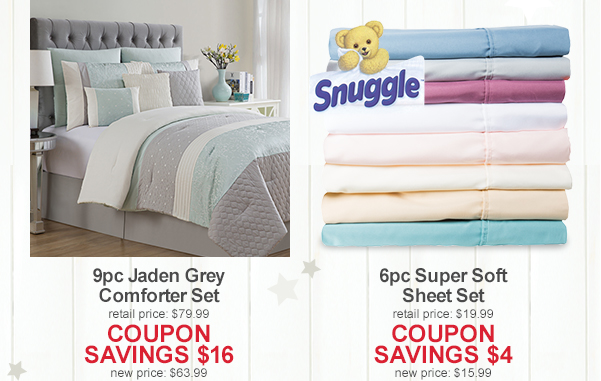 Snuggle
9pc Jaden Grey
Comforter Set
retail price: $79.99
COUPON
SAVINGS $16
new price: $63.99
6pc Super Soft
Sheet Set
retail price: $19.99
COUPON
SAVINGS $4
new price: $15.99